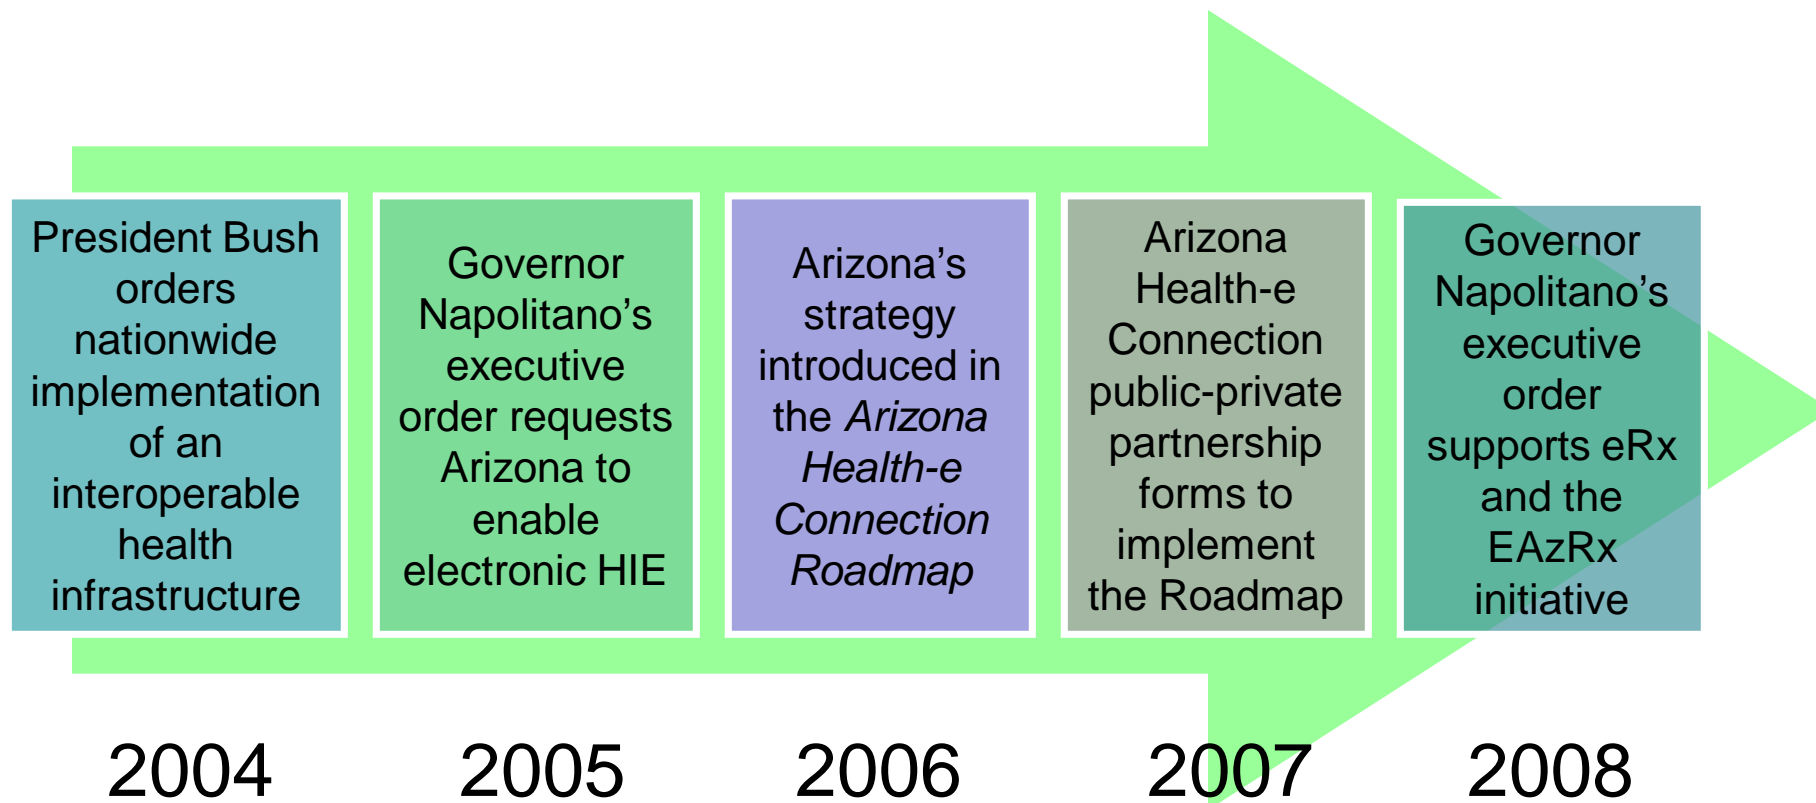 President Bush
orders
nationwide
implementation
of an
interoperable
health
infrastructure
Governor
Napolitano’s
executive
order requests
Arizona to
enable
electronic HIE
Arizona’s
strategy
introduced in
the Arizona
Health-e
Connection
Roadmap
Arizona
Health-e
Connection
public-private
partnership
forms to
implement
the Roadmap
Governor
Napolitano’s
executive
order
supports eRx
and the
EAzRx
initiative
2004
2005
2006
2007
2008